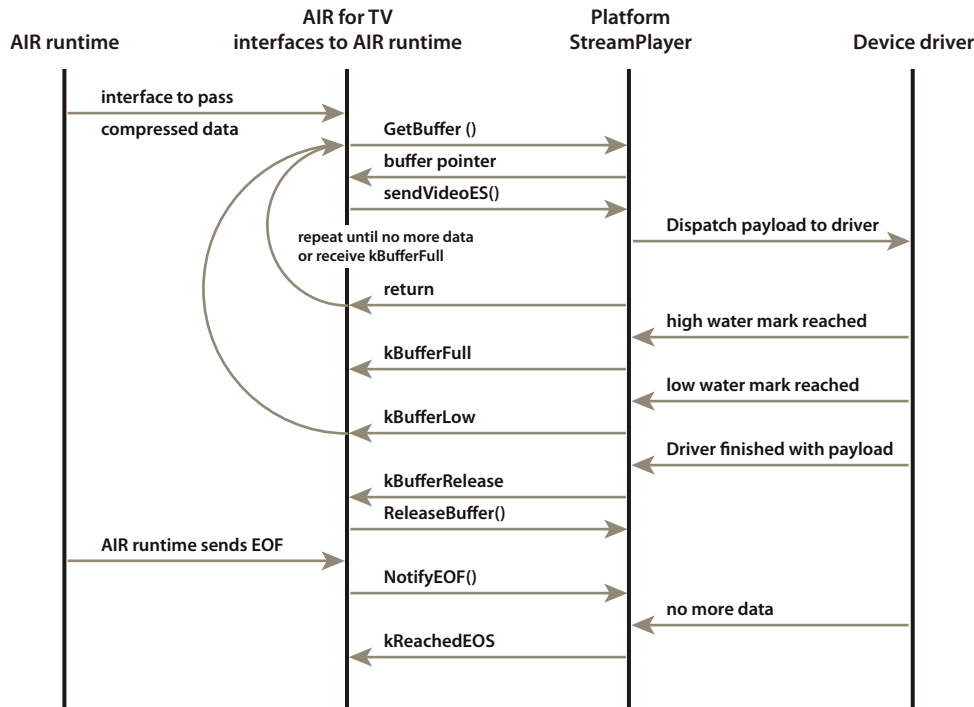 AIR runtime
AIR for TV
interfaces to AIR runtime
Platform
StreamPlayer
Device driver
interface to pass
compressed data
GetBuffer ()
buffer pointer
sendVideoES()
Dispatch payload to driver
repeat until no more data
or receive kBufferFull
return
high water mark reached
kBufferFull
low water mark reached
kBufferLow
Driver finished with payload
kBufferRelease
ReleaseBuffer()
AIR runtime sends EOF
NotifyEOF()
no more data
kReachedEOS